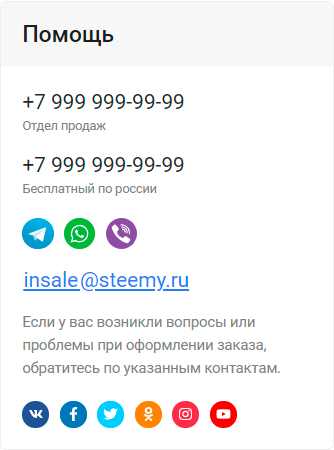 Помощь
+7 999 999-99-99
Отдел продаж
+7 999 999-99-99
Бесплатный по россии
insale@steemy.ru
Если у вас возникли вопросы или
проблемы при оформлении заказа,
обратитесь по указанным контактам.